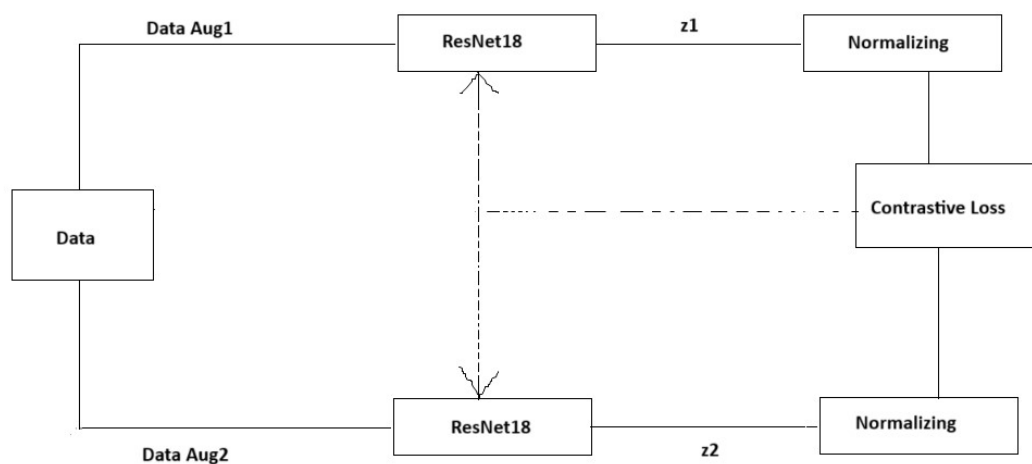 Data Aug1
ResNet18
z1
Normalizing
Data
Contrastive Loss
Data Aug2
ResNet18
z2
Normalizing